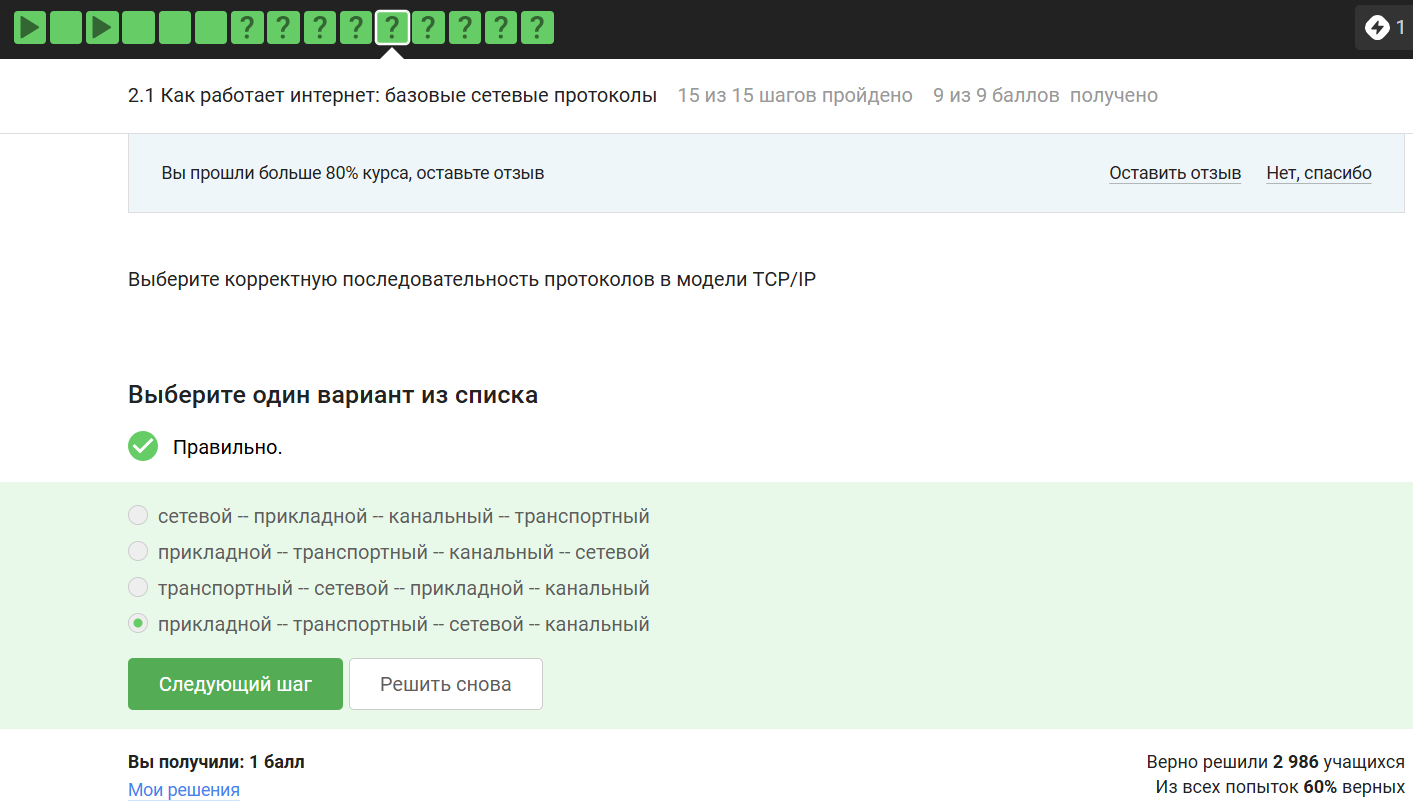 ? ? ? ? ? ? ? ? ?
1
2.1 Как работает интернет: базовые сетевые протоколы 15 из 15 шагов пройдено 9 из 9 баллов получено
Вы прошли больше 80% курса, оставьте отзыв Оставить отзыв Нет, спасибо
Выберите корректную последовательность протоколов в модели TCP/IP
Выберите один вариант из списка
Правильно.
сетевой -- прикладной -- канальный -- транспортный
прикладной -- транспортный -- канальный -- сетевой
транспортный -- сетевой -- прикладной -- канальный
прикладной -- транспортный -- сетевой -- канальный
Следующий шаг Решить снова
Вы получили: 1 балл Верно решили 2 986 учащихся
Мои решения Из всех попыток 60% верных